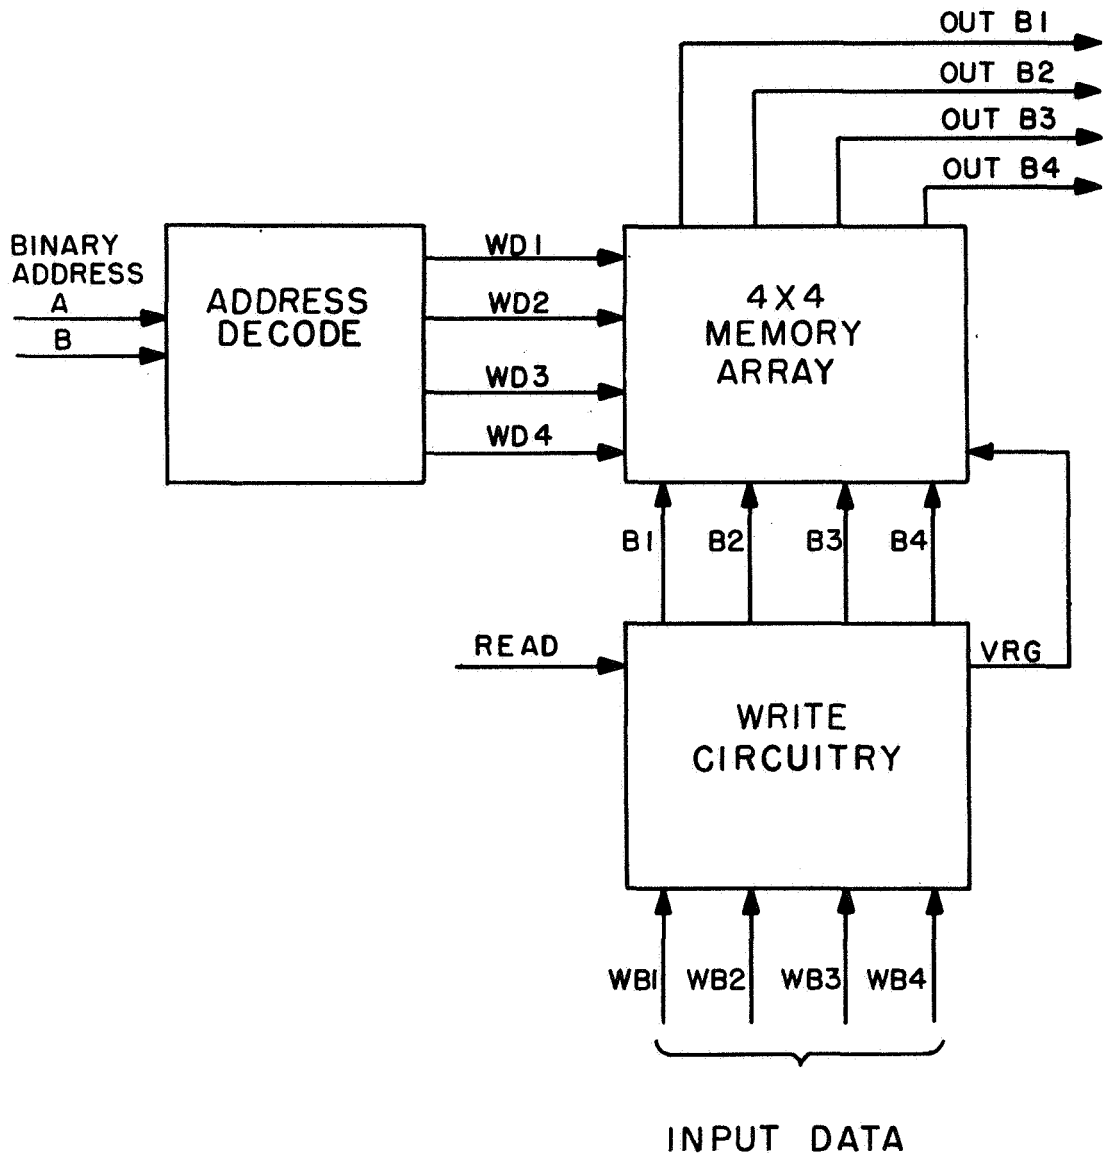 OUT B1
OUT B2
OUT B3
OUT B4
BINARY
ADDRESS
A
B
ADDRESS
DECODE
WD1
WD2
WD3
WD4
4X4
MEMORY
ARRAY
B1
B2
B3
B4
READ
VRG
WRITE
CIRCUITRY
WB1
WB2
WB3
WB4
INPUT DATA